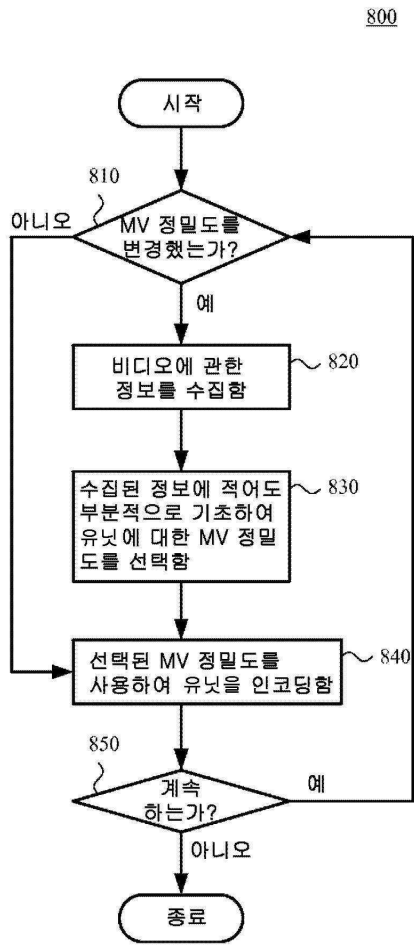 800
시작
810
아니오
MV 정밀도를
변경했는가?
예
비디오에 관한
정보를 수집함
820
수집된 정보에 적어도
부분적으로 기초하여
유닛에 대한 MV 정밀
도를 선택함
830
선택된 MV 정밀도를
사용하여 유닛을 인코딩함
840
850
계속
하는가?
예
아니오
종료